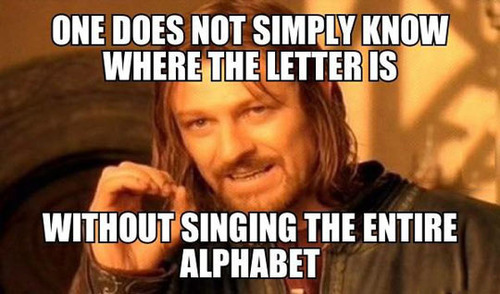 ONE DOES NOT SIMPLY KNOW
WHERE THE LETTER IS
WITHOUT SINGING THE ENTIRE
ALPHABET